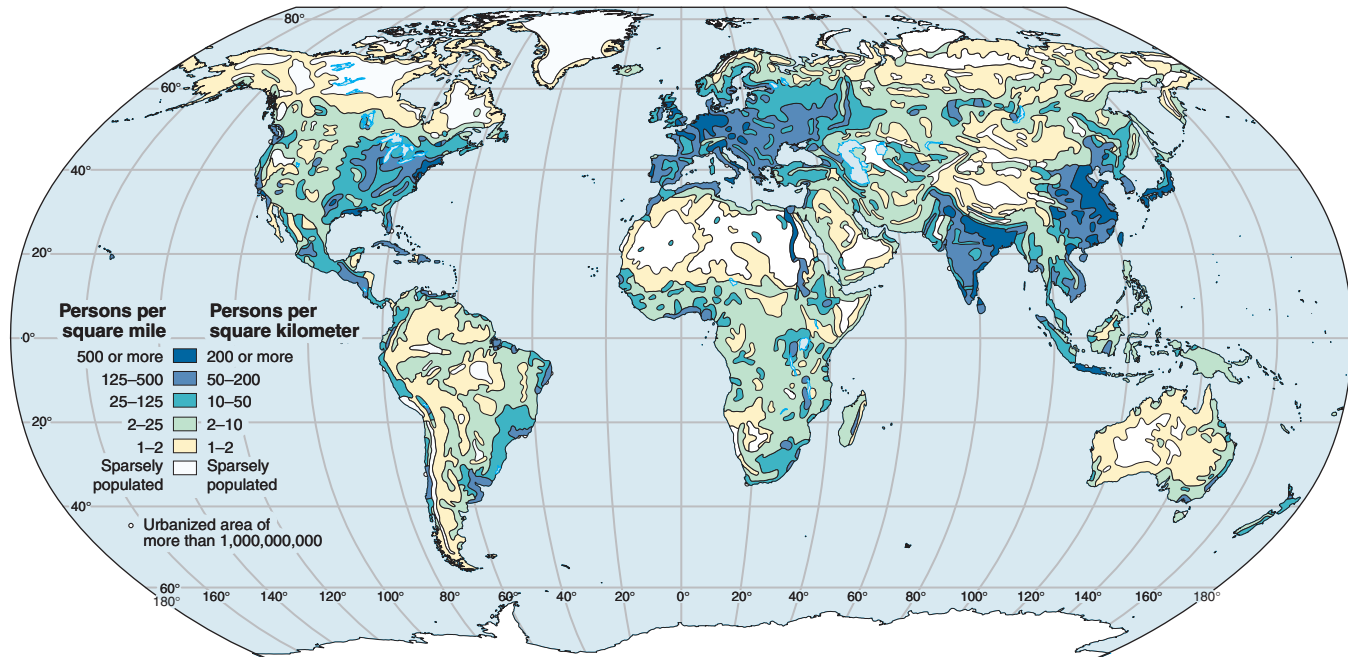 80°
60°
40°
20°
0°
20°
40°
60°
Persons per
square mile
Persons per
square kilometer
500 or more
200 or more
125–500
50–200
25–125
10–50
2–25
2–10
1–2
1–2
Sparsely
populated
Sparsely
populated
Urbanized area of
more than 1,000,000,000
180° 160° 140° 120° 100° 80° 60° 40° 20° 0° 20° 40° 60° 80° 100° 120° 140° 160° 180°